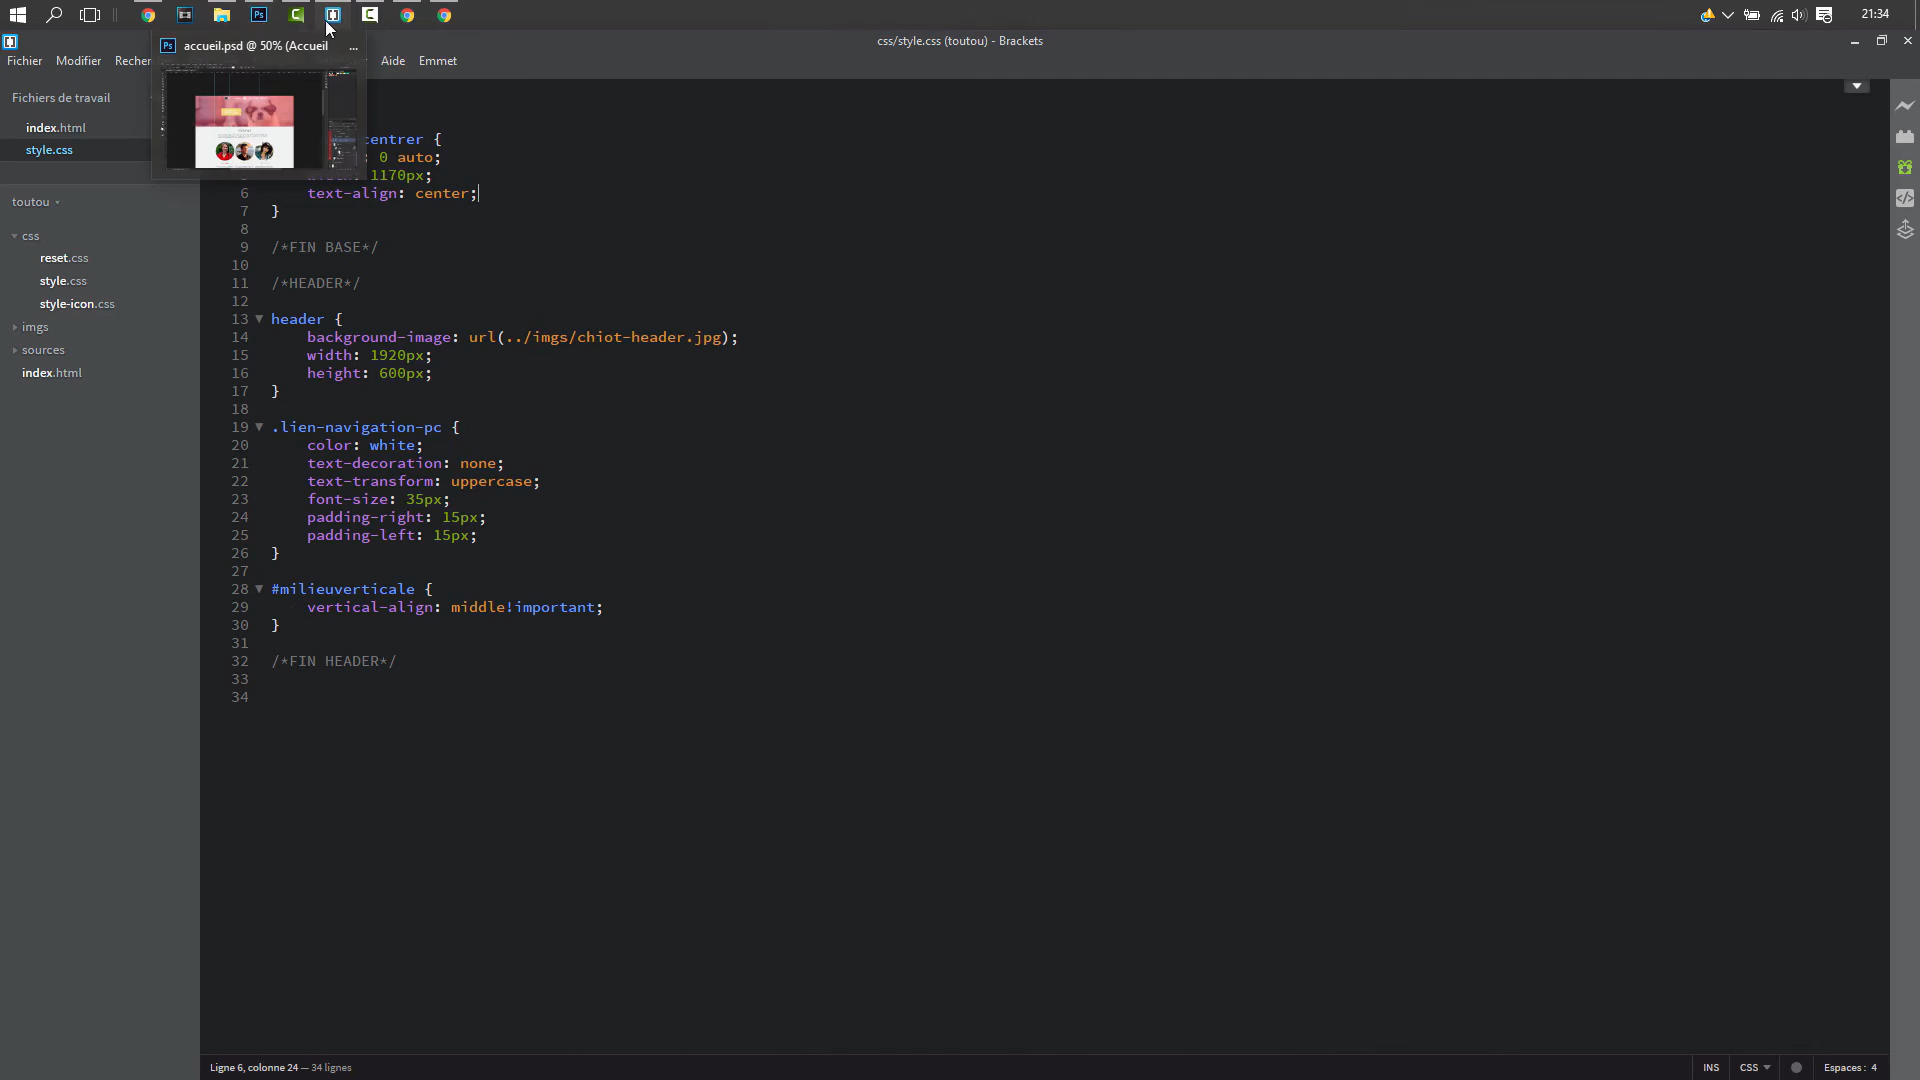 21:34
css/style.css (toutou) - Brackets
accueil.psd @ 50% (Accueil ...
Fichier Modifier Recher Aide Emmet
Fichiers de travail
index.html
style.css
toutou
css
reset.css
style.css
style-icon.css
imgs
sources
index.html
centrer {
: 0 auto;
1170px;
6 text-align: center;
7 }
8
9 /*FIN BASE*/
10
11 /*HEADER*/
12
13 header {
14 background-image: url(../imgs/chiot-header.jpg);
15 width: 1920px;
16 height: 600px;
17 }
18
19 .lien-navigation-pc {
20 color: white;
21 text-decoration: none;
22 text-transform: uppercase;
23 font-size: 35px;
24 padding-right: 15px;
25 padding-left: 15px;
26 }
27
28 #milieuverticale {
29 vertical-align: middle!important;
30 }
31
32 /*FIN HEADER*/
33
34
Ligne 6, colonne 24 — 34 lignes
INS CSS Espaces : 4